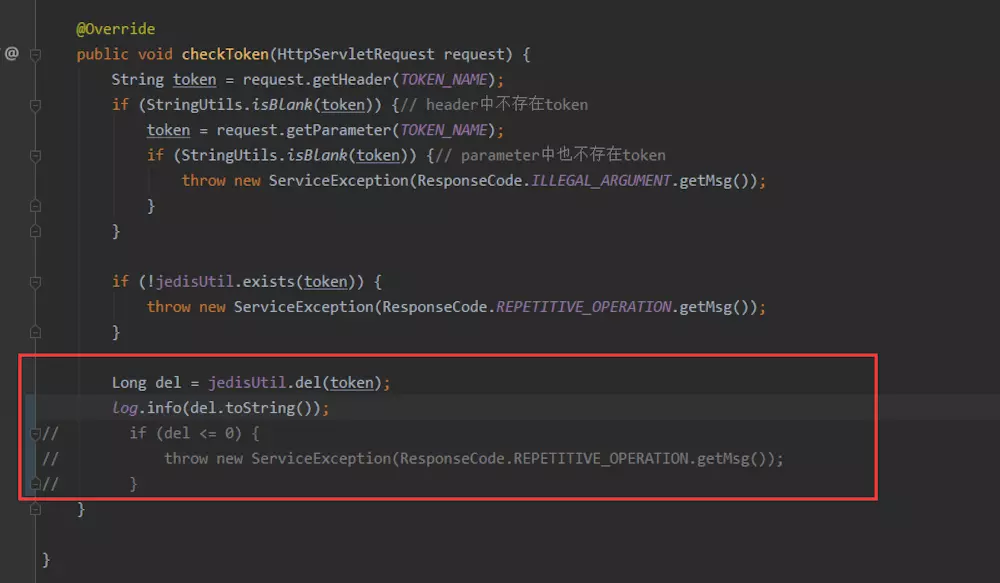 @Override
@ public void checkToken(HttpServletRequest request) {
String token = request.getHeader(TOKEN_NAME);
if (StringUtils.isBlank(token)) {// header中不存在token
token = request.getParameter(TOKEN_NAME);
if (StringUtils.isBlank(token)) {// parameter中也不存在token
throw new ServiceException(ResponseCode.ILLEGAL_ARGUMENT.getMsg());
}
}
if (!jedisUtil.exists(token)) {
throw new ServiceException(ResponseCode.REPETITIVE_OPERATION.getMsg());
}
Long del = jedisUtil.del(token);
log.info(del.toString());
// if (del <= 0) {
// throw new ServiceException(ResponseCode.REPETITIVE_OPERATION.getMsg());
// }
}
}